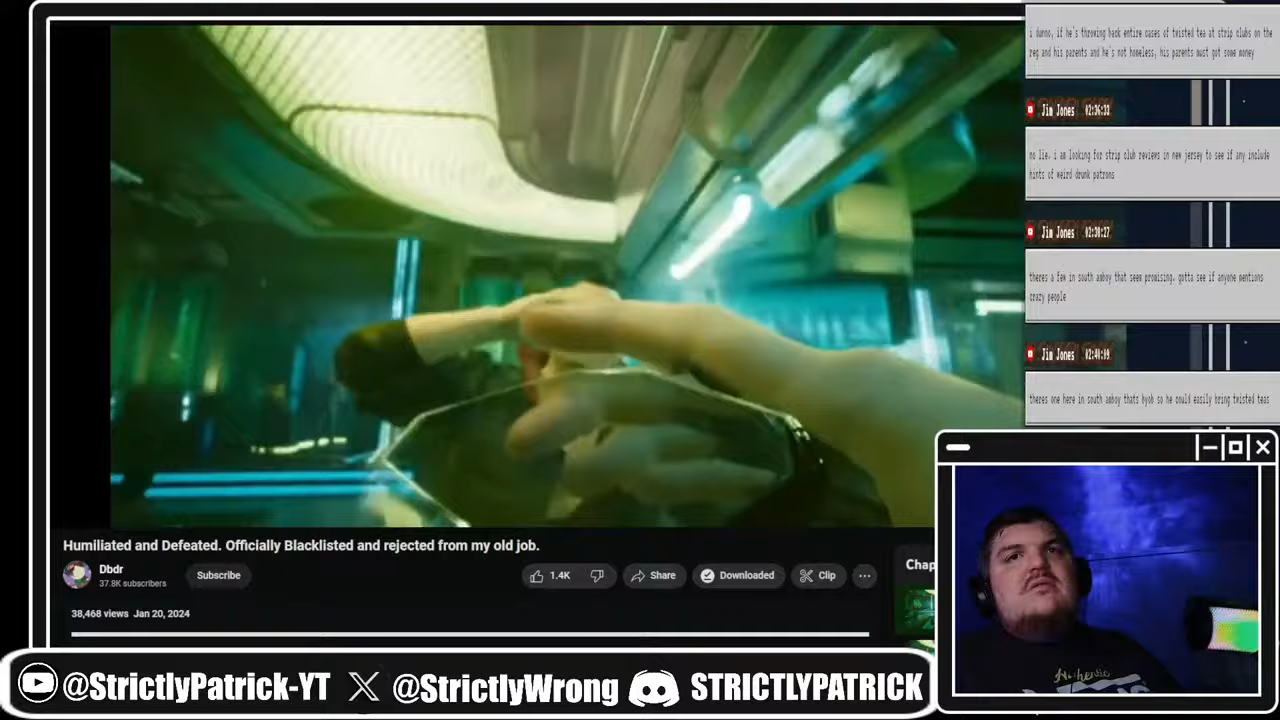 i dunno, if he's throwing back entire cases of twisted tea at strip clubs on the
reg and his parents and he's not homeless, his parents must got some money
Jim Jones 02:36:33
no lie, i am looking for strip club reviews in new jersey to see if any include
hints of weird drunk patrons
Jim Jones
theres a few in south amboy that seem promising. gotta see if anyone mentions
crazy people
Jim Jones
theres one here in south amboy thats byob so he could easily bring twisted teas
Humiliated and Defeated. Officially Blacklisted and rejected from my old job.
Dbdr
37.8K subscribers
Subscribe
1.4K
Share
Downloaded
Clip
Chap
38,468 views Jan 20, 2024
Authentic
@StrictlyPatrick-YT
@StrictlyWrong
STRICTLYPATRICK